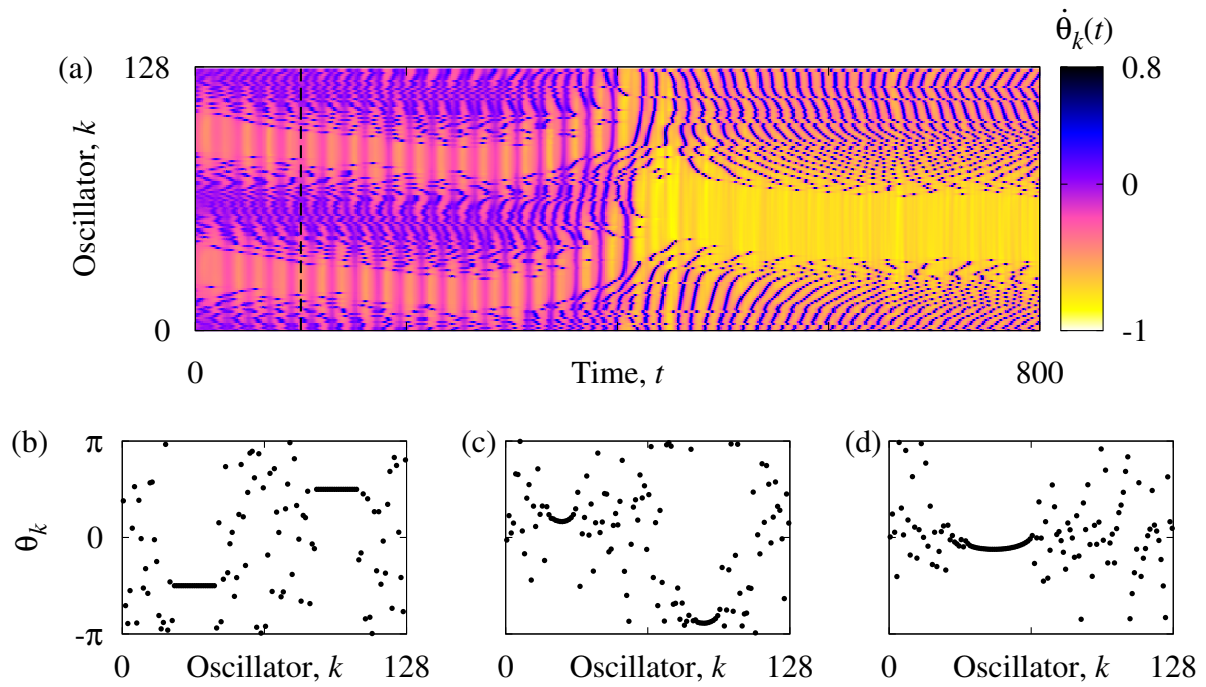 θ̇k(t)
(a)
128
0.8
Oscillator, k
0
0
-1
0
Time, t
800
(b)
(c)
(d)
π
θk
0
-π
0
Oscillator, k
128
0
Oscillator, k
128
0
Oscillator, k
128